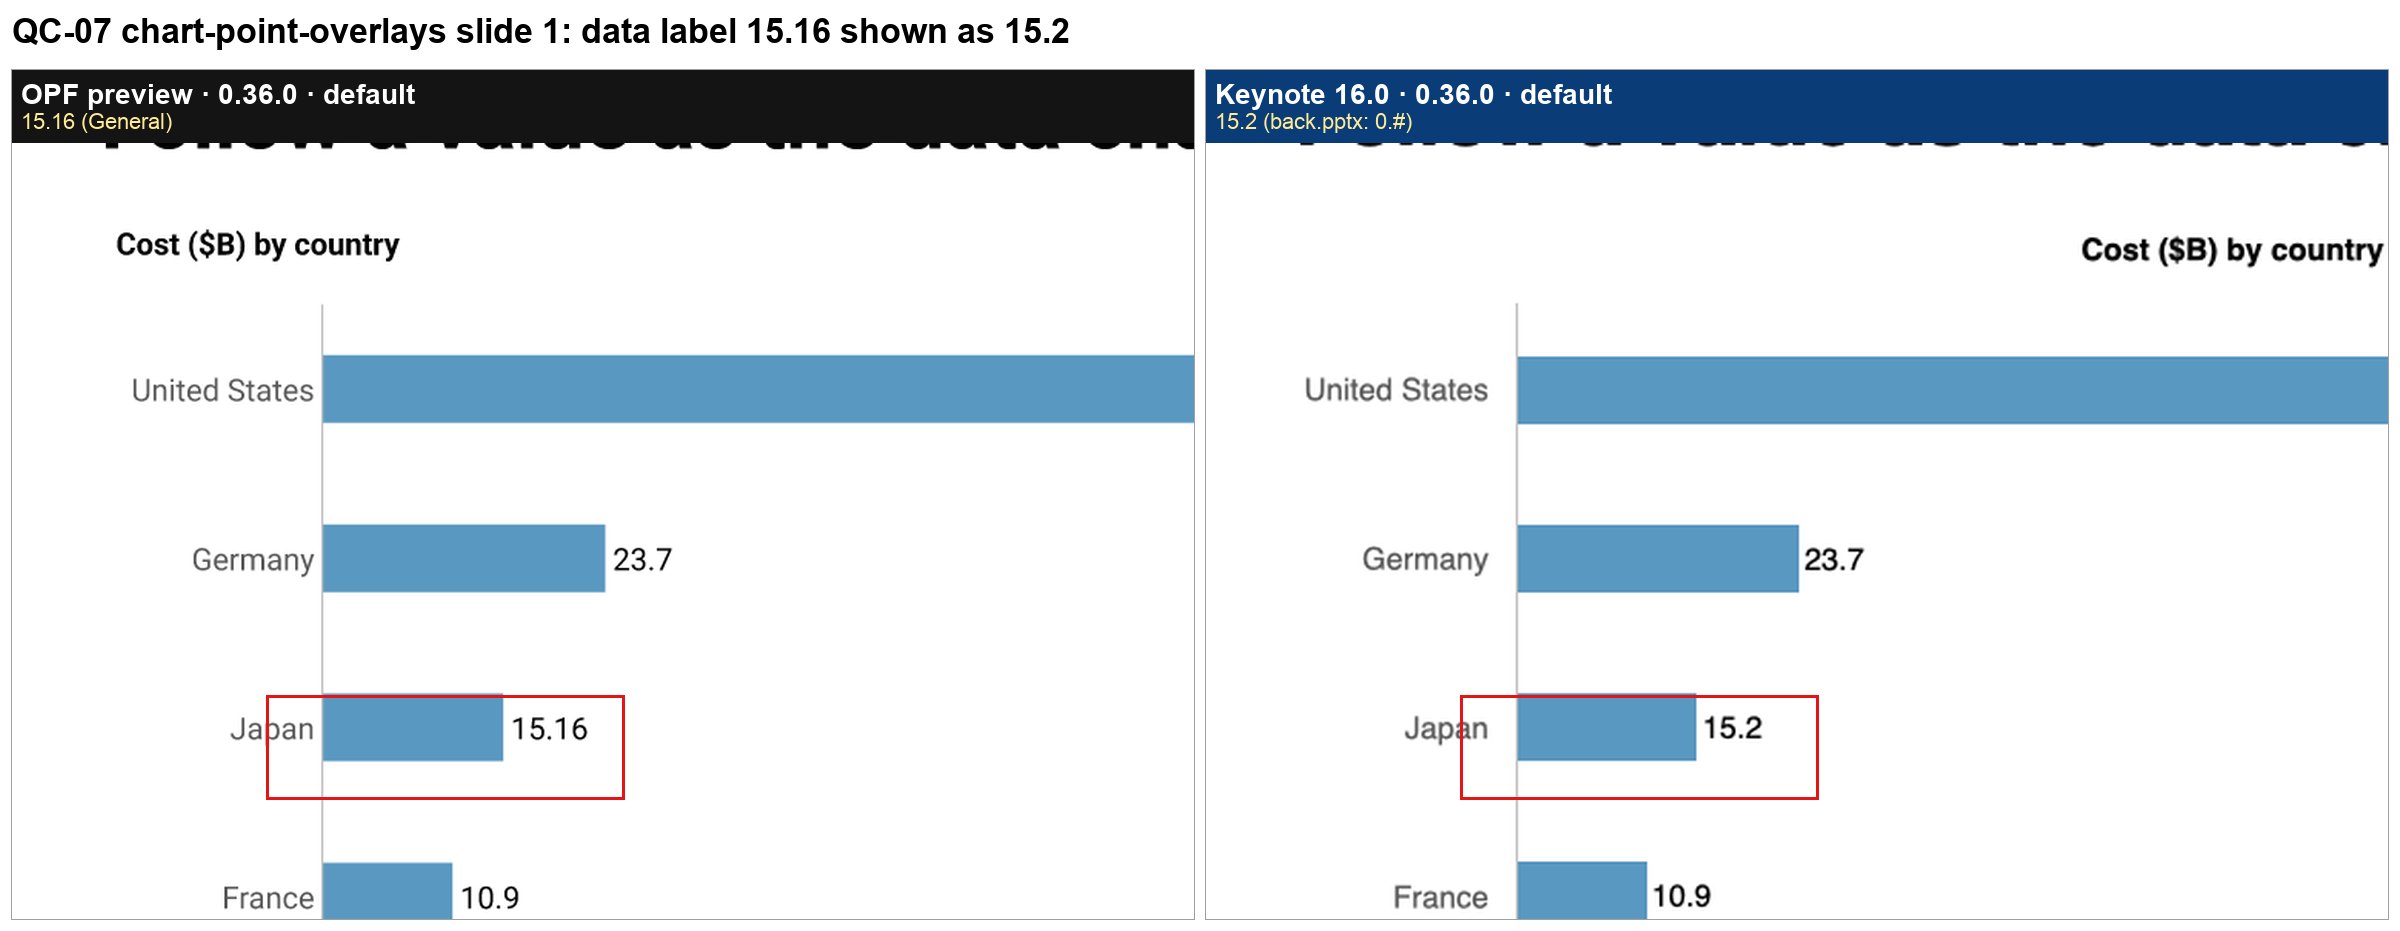 QC-07 chart-point-overlays slide 1: data label 15.16 shown as 15.2
OPF preview · 0.36.0 · default
15.16 (General)
Cost ($B) by country
United States
Germany
23.7
Japan
15.16
France
10.9
Keynote 16.0 · 0.36.0 · default
15.2 (back.pptx: 0.#)
Cost ($B) by country
United States
Germany
23.7
Japan
15.2
France
10.9